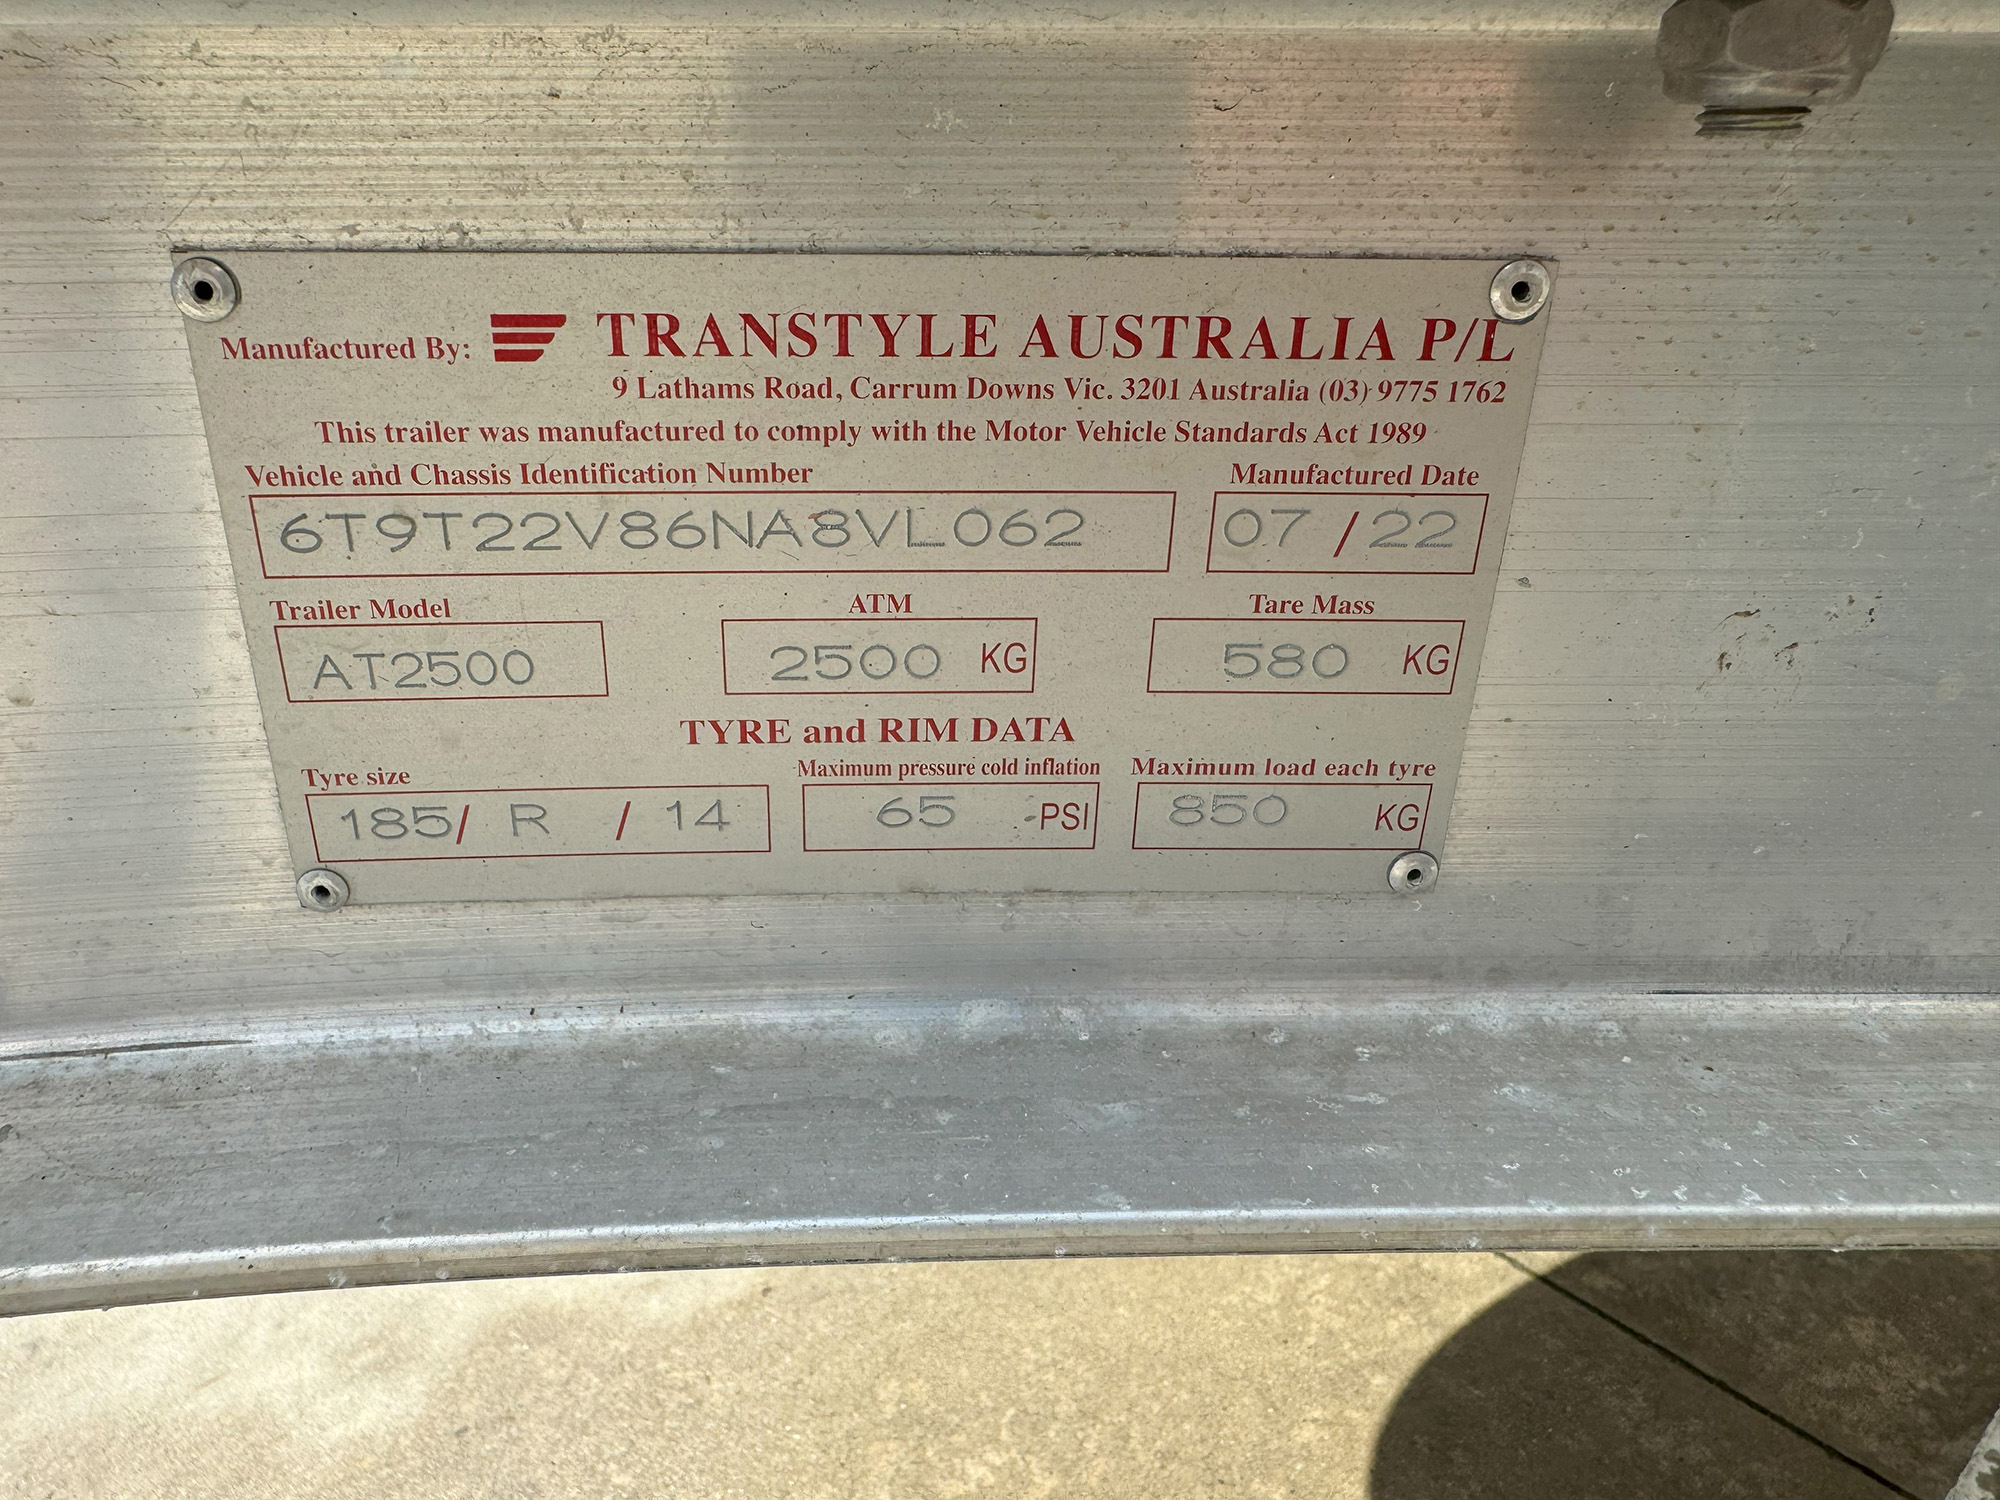 Manufactured By: TRANSTYLE AUSTRALIA P/L
9 Lathams Road, Carrum Downs Vic. 3201 Australia (03) 9775 1762
This trailer was manufactured to comply with the Motor Vehicle Standards Act 1989
Vehicle and Chassis Identification Number Manufactured Date
6T9T22V86NA8VL062 07 / 22
Trailer Model ATM Tare Mass
AT2500 2500 KG 580 KG
TYRE and RIM DATA
Tyre size Maximum pressure cold inflation Maximum load each tyre
185/ R / 14 65 PSI 850 KG